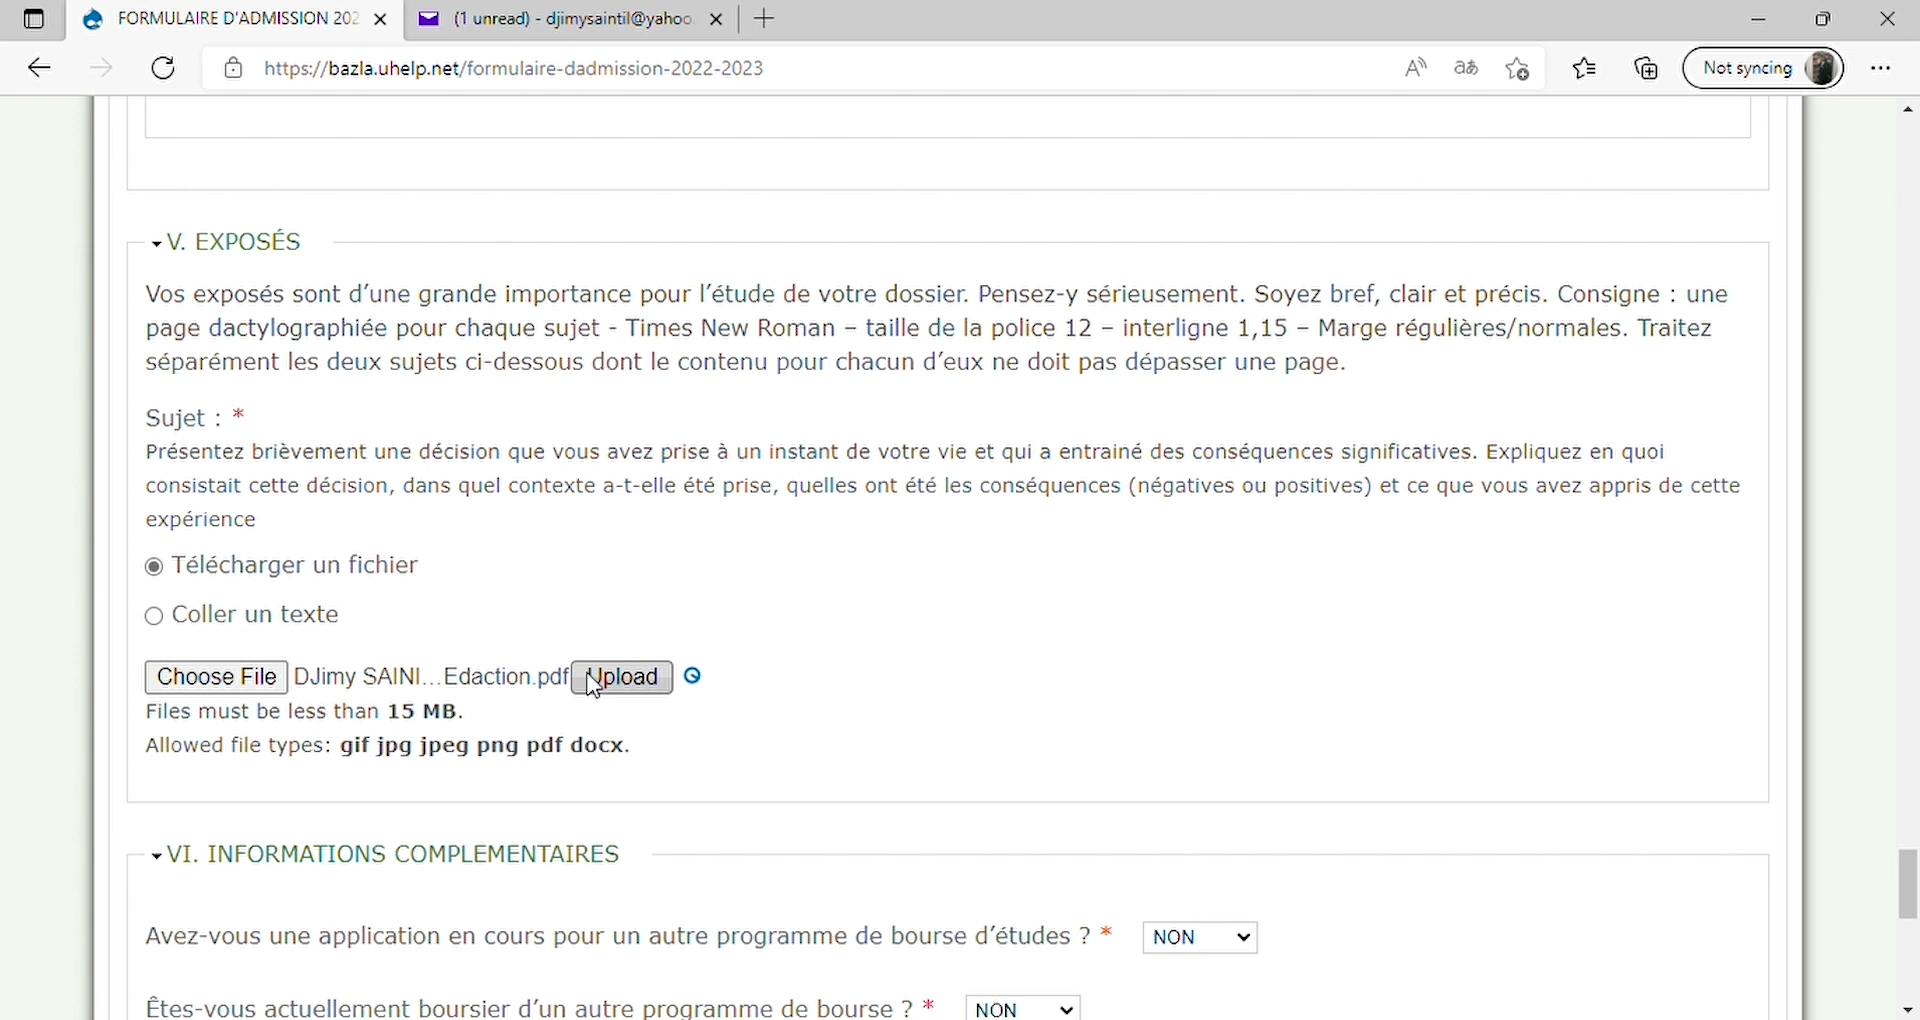 FORMULAIRE D'ADMISSION 202
(1 unread) - djimysaintil@yahoo
https://bazla.uhelp.net/formulaire-dadmission-2022-2023
Not syncing
V. EXPOSÉS
Vos exposés sont d’une grande importance pour l’étude de votre dossier. Pensez-y sérieusement. Soyez bref, clair et précis. Consigne : une
page dactylographiée pour chaque sujet - Times New Roman – taille de la police 12 – interligne 1,15 – Marge régulières/normales. Traitez
séparément les deux sujets ci-dessous dont le contenu pour chacun d’eux ne doit pas dépasser une page.
Sujet : *
Présentez brièvement une décision que vous avez prise à un instant de votre vie et qui a entrainé des conséquences significatives. Expliquez en quoi
consistait cette décision, dans quel contexte a-t-elle été prise, quelles ont été les conséquences (négatives ou positives) et ce que vous avez appris de cette
expérience
Télécharger un fichier
Coller un texte
Choose File DJimy SAINI...Edaction.pdf Upload
Files must be less than 15 MB.
Allowed file types: gif jpg jpeg png pdf docx.
VI. INFORMATIONS COMPLEMENTAIRES
Avez-vous une application en cours pour un autre programme de bourse d’études ? * NON
Êtes-vous actuellement boursier d’un autre programme de bourse ? * NON